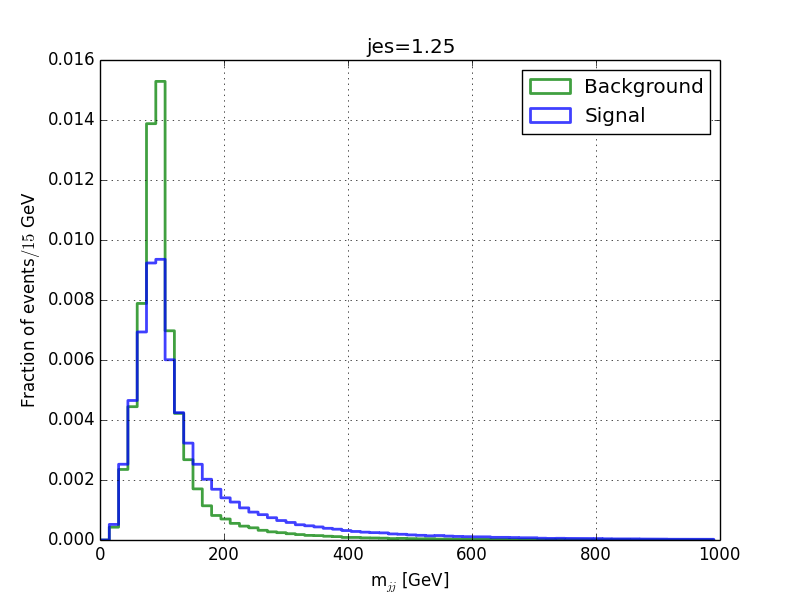 jes=1.25
Background
Signal
0.016
0.014
0.012
0.010
0.008
0.006
0.004
0.002
0.000
Fraction of events/15 GeV
0 200 400 600 800 1000
m_jj [GeV]